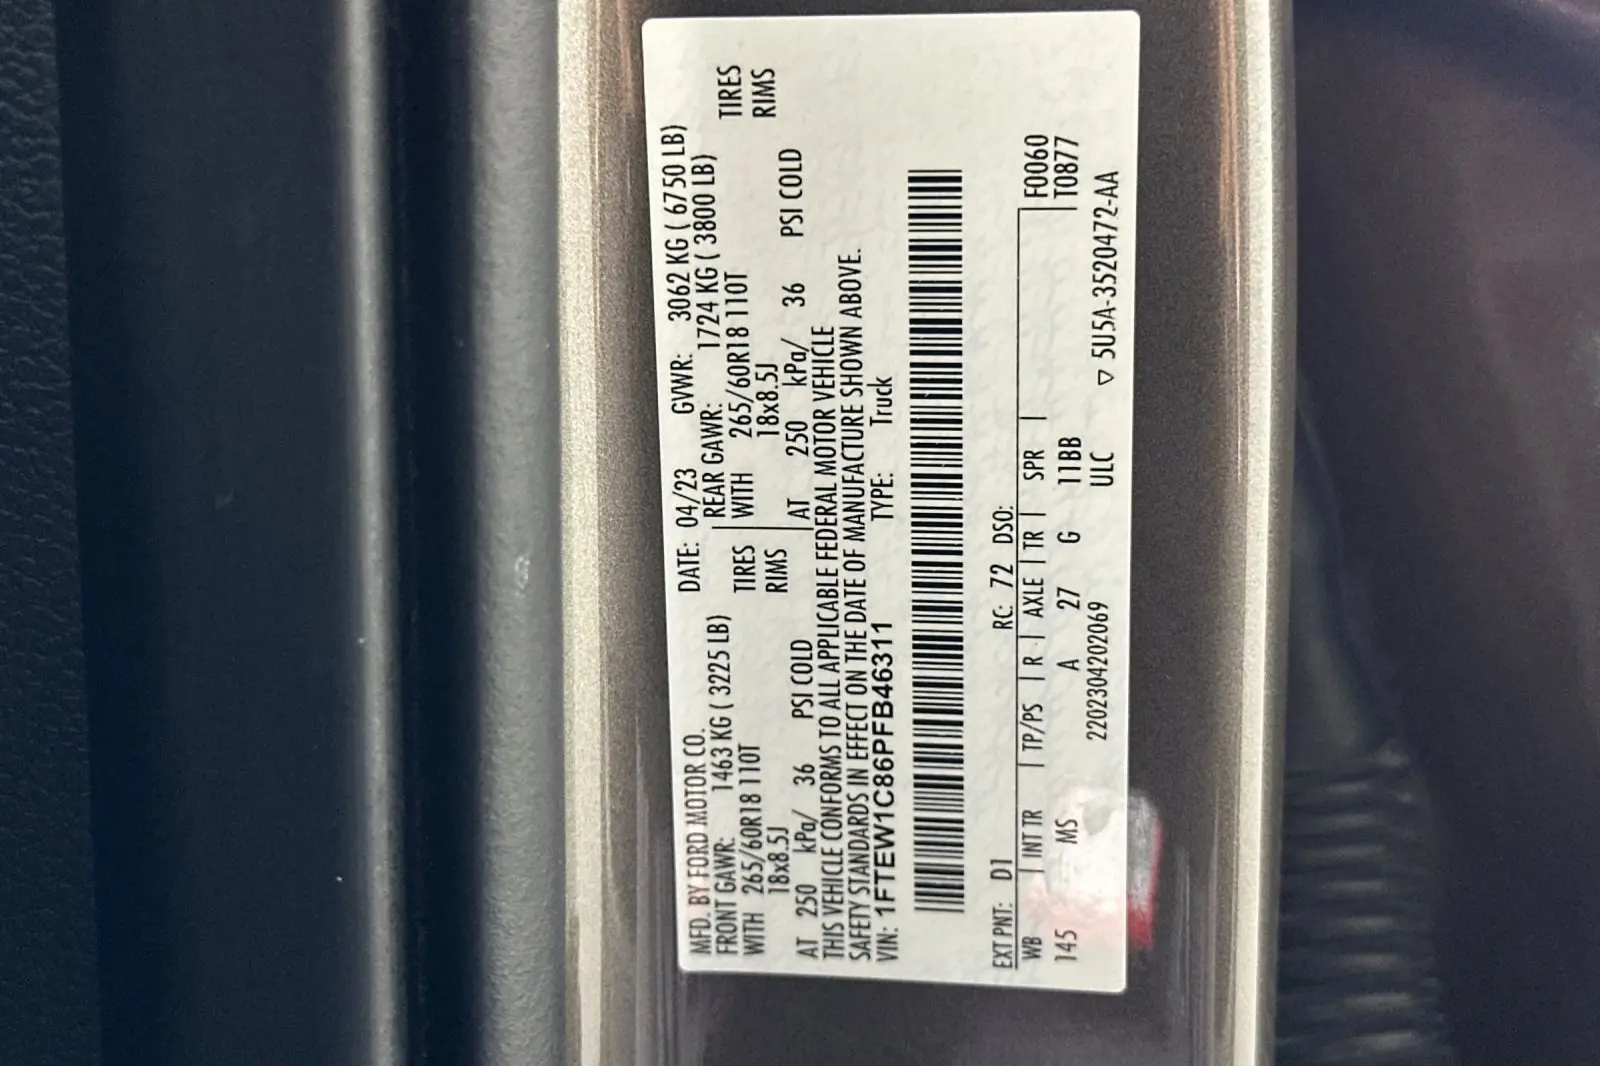 MFD. BY FORD MOTOR CO.
DATE: 04/23 GVWR: 3062 KG ( 6750 LB)
FRONT GAWR: 1463 KG ( 3225 LB)
REAR GAWR: 1724 KG ( 3800 LB)
WITH 265/60R18 110T TIRES
WITH 265/60R18 110T TIRES
18x8.5J RIMS
18x8.5J RIMS
AT 250 kPa/ 36 PSI COLD
AT 250 kPa/ 36 PSI COLD
THIS VEHICLE CONFORMS TO ALL APPLICABLE FEDERAL MOTOR VEHICLE
SAFETY STANDARDS IN EFFECT ON THE DATE OF MANUFACTURE SHOWN ABOVE.
VIN: 1FTEW1C86PFB46311 TYPE: Truck
EXT PNT: D1 RC: 72 DSO:
WB | INT TR | TP/PS | R | AXLE | TR | SPR | F0060
145 MS A 27 G 11BB T0877
2202304202069 ULC ▽ 5U5A-3520472-AA